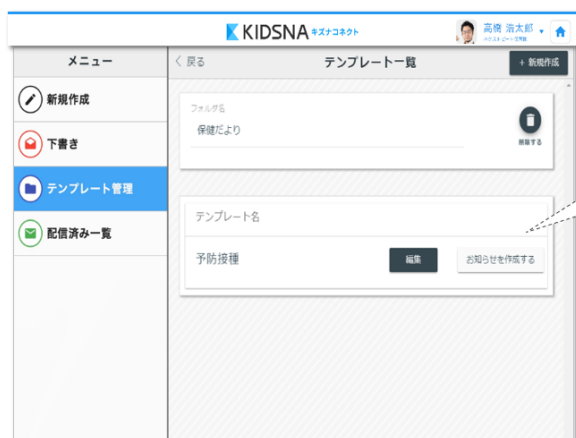 KIDSNA キズナコネクト
高橋 浩太郎
メニュー
く 戻る
テンプレート一覧
+ 新規作成
新規作成
下書き
テンプレート管理
配信済み一覧
フォルダ名
保健だより
削除する
テンプレート名
予防接種
編集
お知らせを作成する